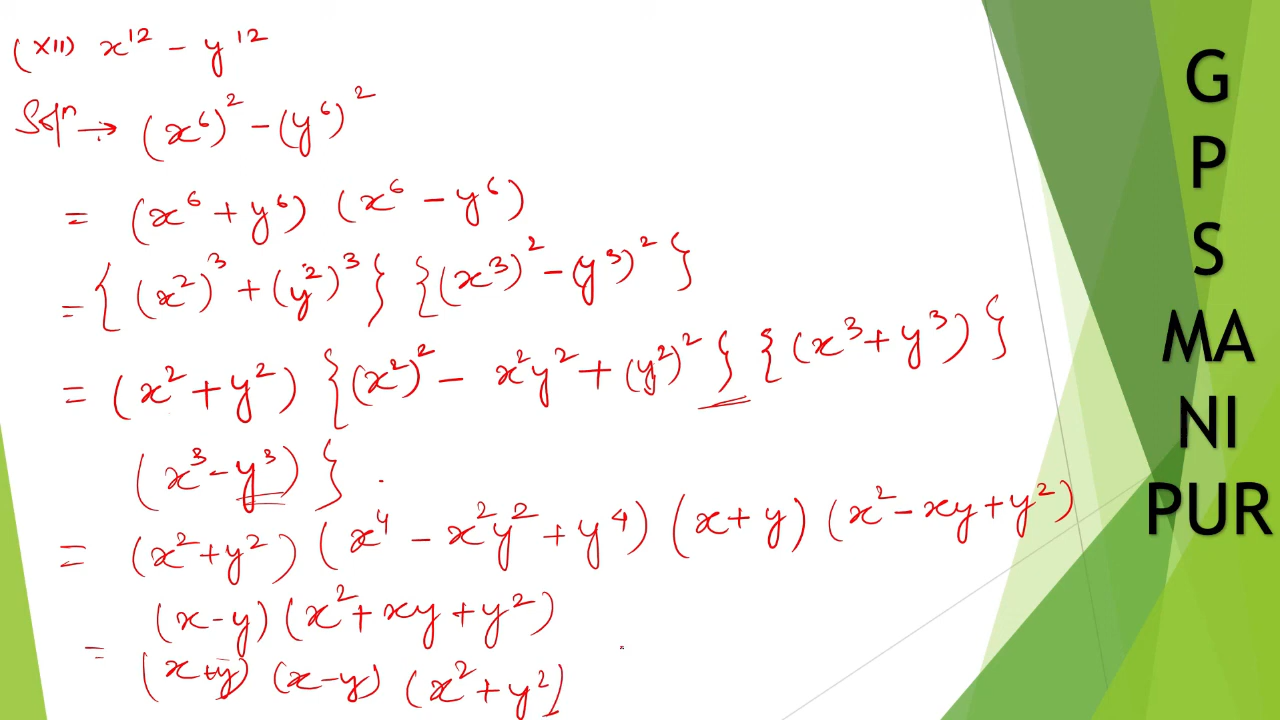 (XII) x¹² - y¹²
Solⁿ → (x⁶)² - (y⁶)²
= (x⁶ + y⁶) (x⁶ - y⁶)
= {(x²)³ + (y²)³} {(x³)² - (y³)²}
= (x² + y²) {(x²)² - x²y² + (y²)²} {(x³ + y³)}
(x³ - y³)}
= (x² + y²) (x⁴ - x²y² + y⁴) (x + y) (x² - xy + y²)
(x - y) (x² + xy + y²)
= (x + y) (x - y) (x² + y²)
G
P
S
MA
NI
PUR